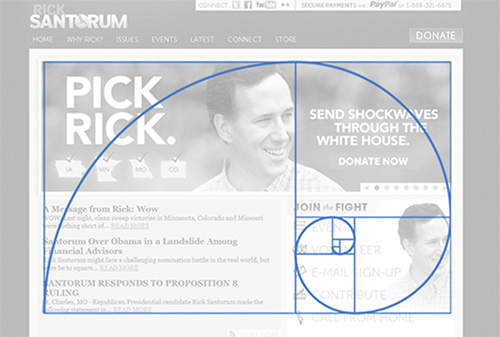 RICK
SANTORUM
CONNECT
SECURE PAYMENTS via PayPal or 1-888-321-6675
HOME WHY RICK? ISSUES EVENTS LATEST CONNECT STORE
DONATE
PICK
RICK.
IA MN MO CO
SEND SHOCKWAVES
THROUGH THE
WHITE HOUSE.
DONATE NOW
A Message from Rick: Wow
WOW. Last night, clean sweep victories in Minnesota, Colorado and Missouri
were nothing short of... READ MORE
Santorum Over Obama in a Landslide Among
Financial Advisors
Rick Santorum might face a challenging nomination battle in the real world, but
were he to square... READ MORE
SANTORUM RESPONDS TO PROPOSITION 8
RULING
St. Charles, MO - Republican Presidential candidate Rick Santorum made the
following statement in... READ MORE
MORE NEWS
JOIN the FIGHT
EVENTS
VOLUNTEER
E-MAIL SIGN-UP
CONTRIBUTE
CALL FROM HOME